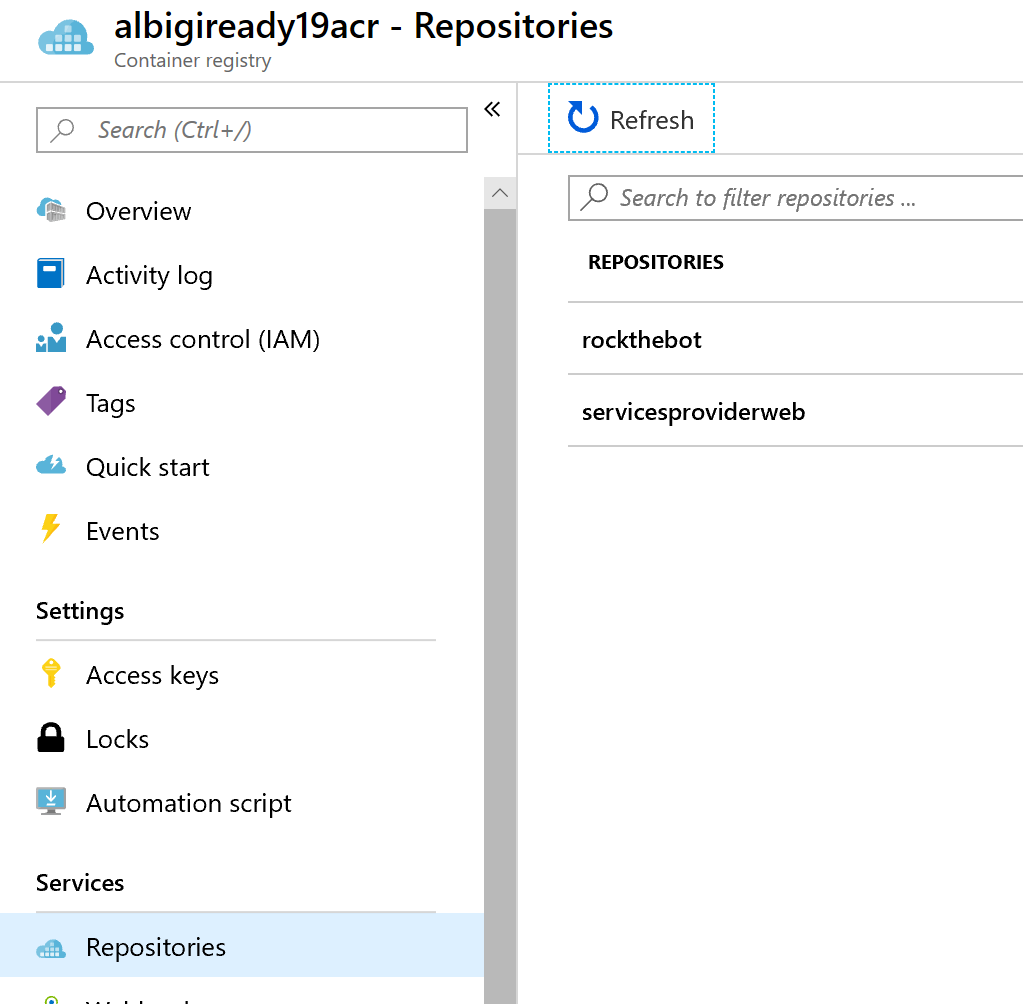 albigiready19acr - Repositories
Container registry
Search (Ctrl+/)
Overview
Activity log
Access control (IAM)
Tags
Quick start
Events
Settings
Access keys
Locks
Automation script
Services
Repositories
Refresh
Search to filter repositories ...
REPOSITORIES
rockthebot
servicesproviderweb